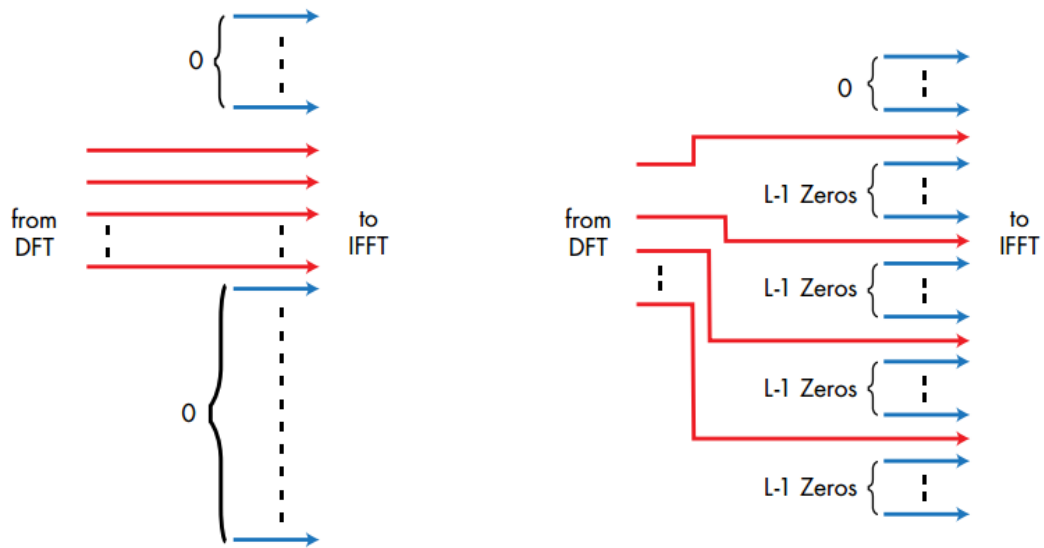 0
from
DFT
to
IFFT
0
0
L-1 Zeros
from
DFT
L-1 Zeros
L-1 Zeros
L-1 Zeros
to
IFFT